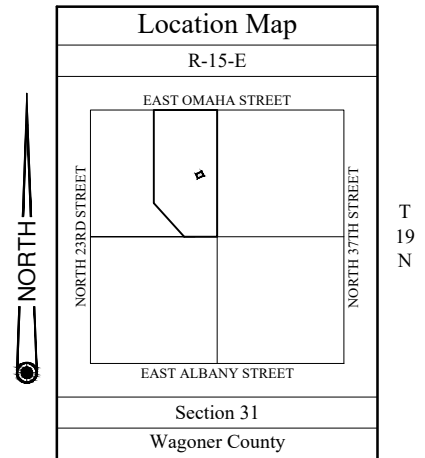 Location Map
R-15-E
EAST OMAHA STREET
NORTH 23RD STREET
NORTH 37TH STREET
NORTH
T
19
N
EAST ALBANY STREET
Section 31
Wagoner County